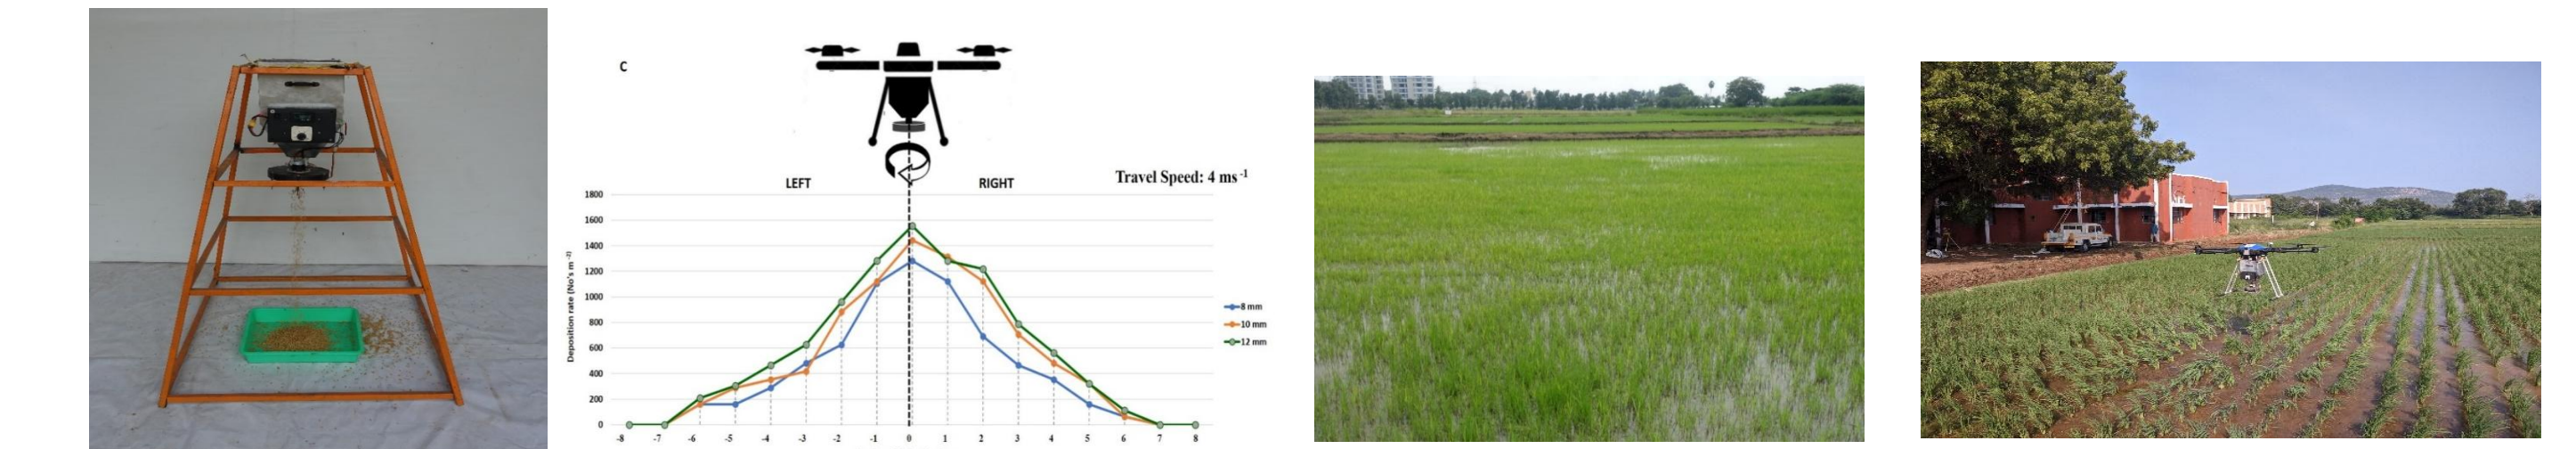 C
LEFT
RIGHT
Travel Speed: 4 ms-1
Deposition rate (No's m-2)
1800
1600
1400
1200
1000
800
600
400
200
0
-8 -7 -6 -5 -4 -3 -2 -1 0 1 2 3 4 5 6 7 8
8 mm
10 mm
12 mm